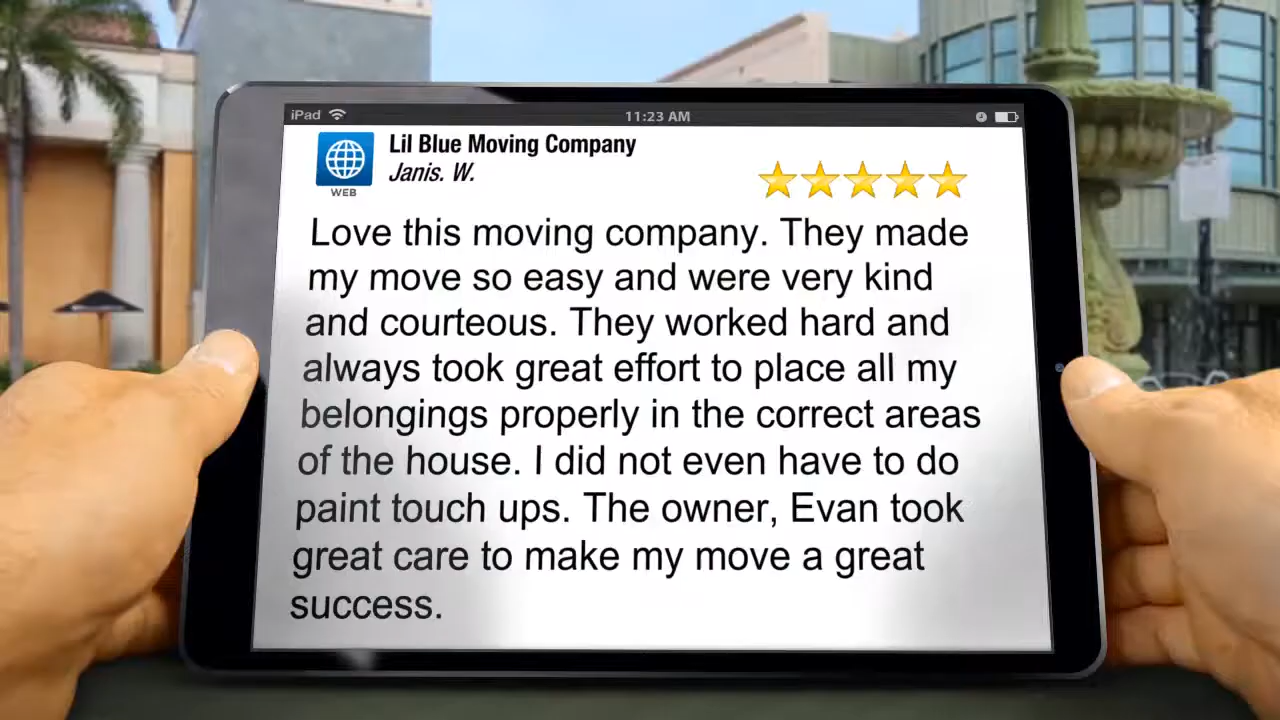 iPad 11:23 AM
Lil Blue Moving Company
Janis. W.
WEB
Love this moving company. They made
my move so easy and were very kind
and courteous. They worked hard and
always took great effort to place all my
belongings properly in the correct areas
of the house. I did not even have to do
paint touch ups. The owner, Evan took
great care to make my move a great
success.